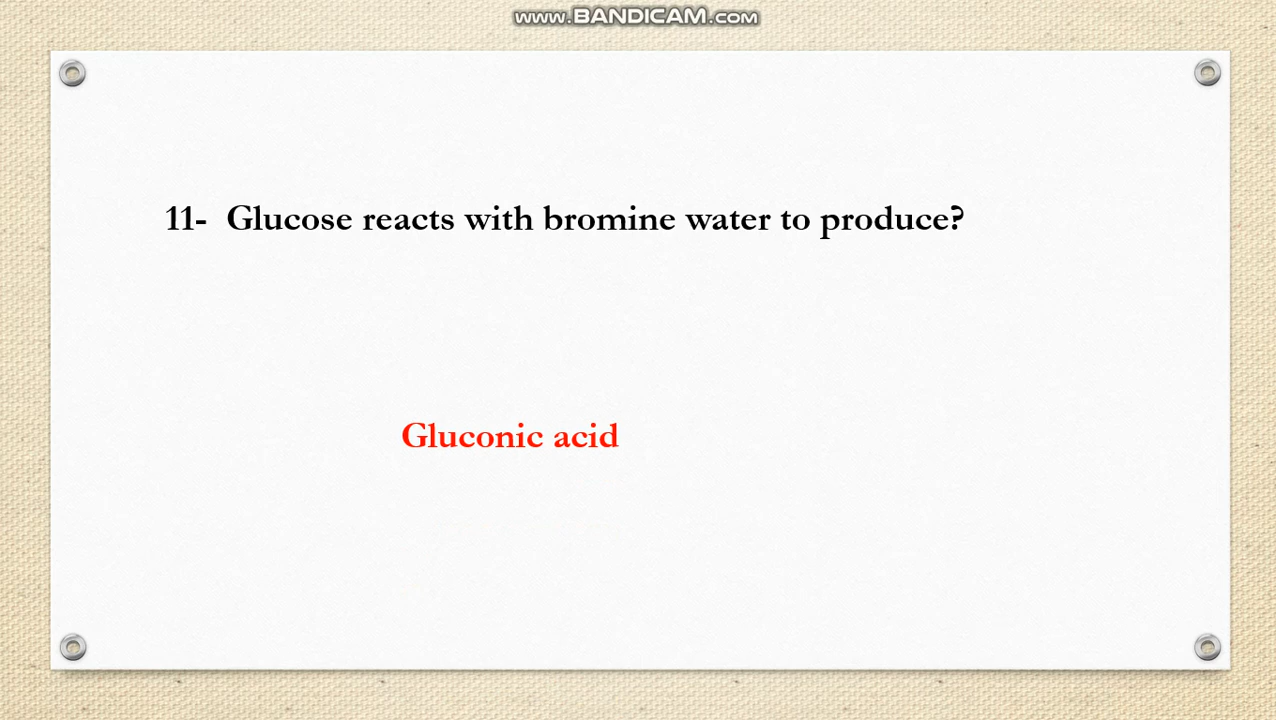 www.BANDICAM.com
11- Glucose reacts with bromine water to produce?
Gluconic acid